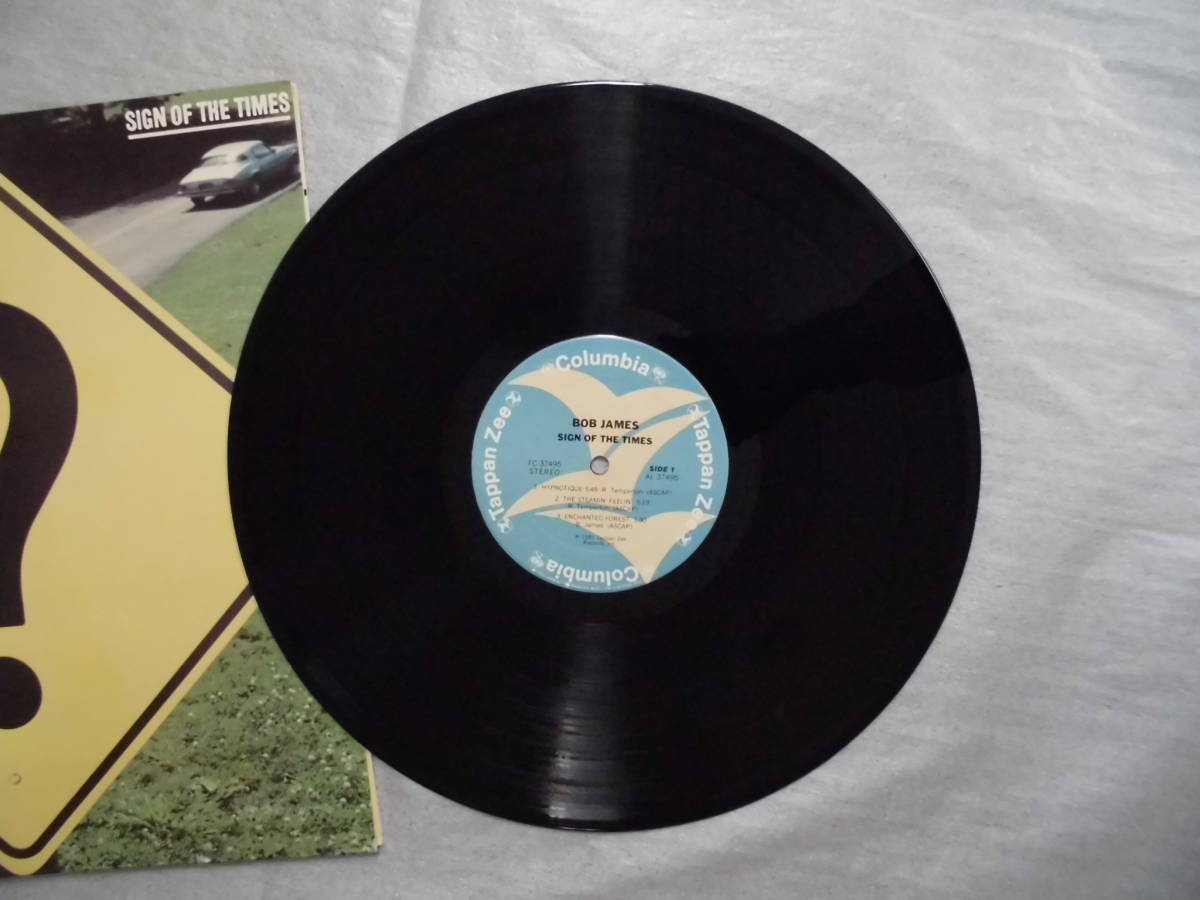 SIGN OF THE TIMES
?
Columbia
Tappan Zee
Tappan Zee
BOB JAMES
SIGN OF THE TIMES
FC 37495
STEREO
SIDE 1
AL 37495
1. HYPNOTIQUE 5:49 R. Temperton (ASCAP)
2. THE STEAMIN' FEELIN'
R. Temperton (ASCAP)
3. ENCHANTED FOREST
B. James (ASCAP)
Columbia